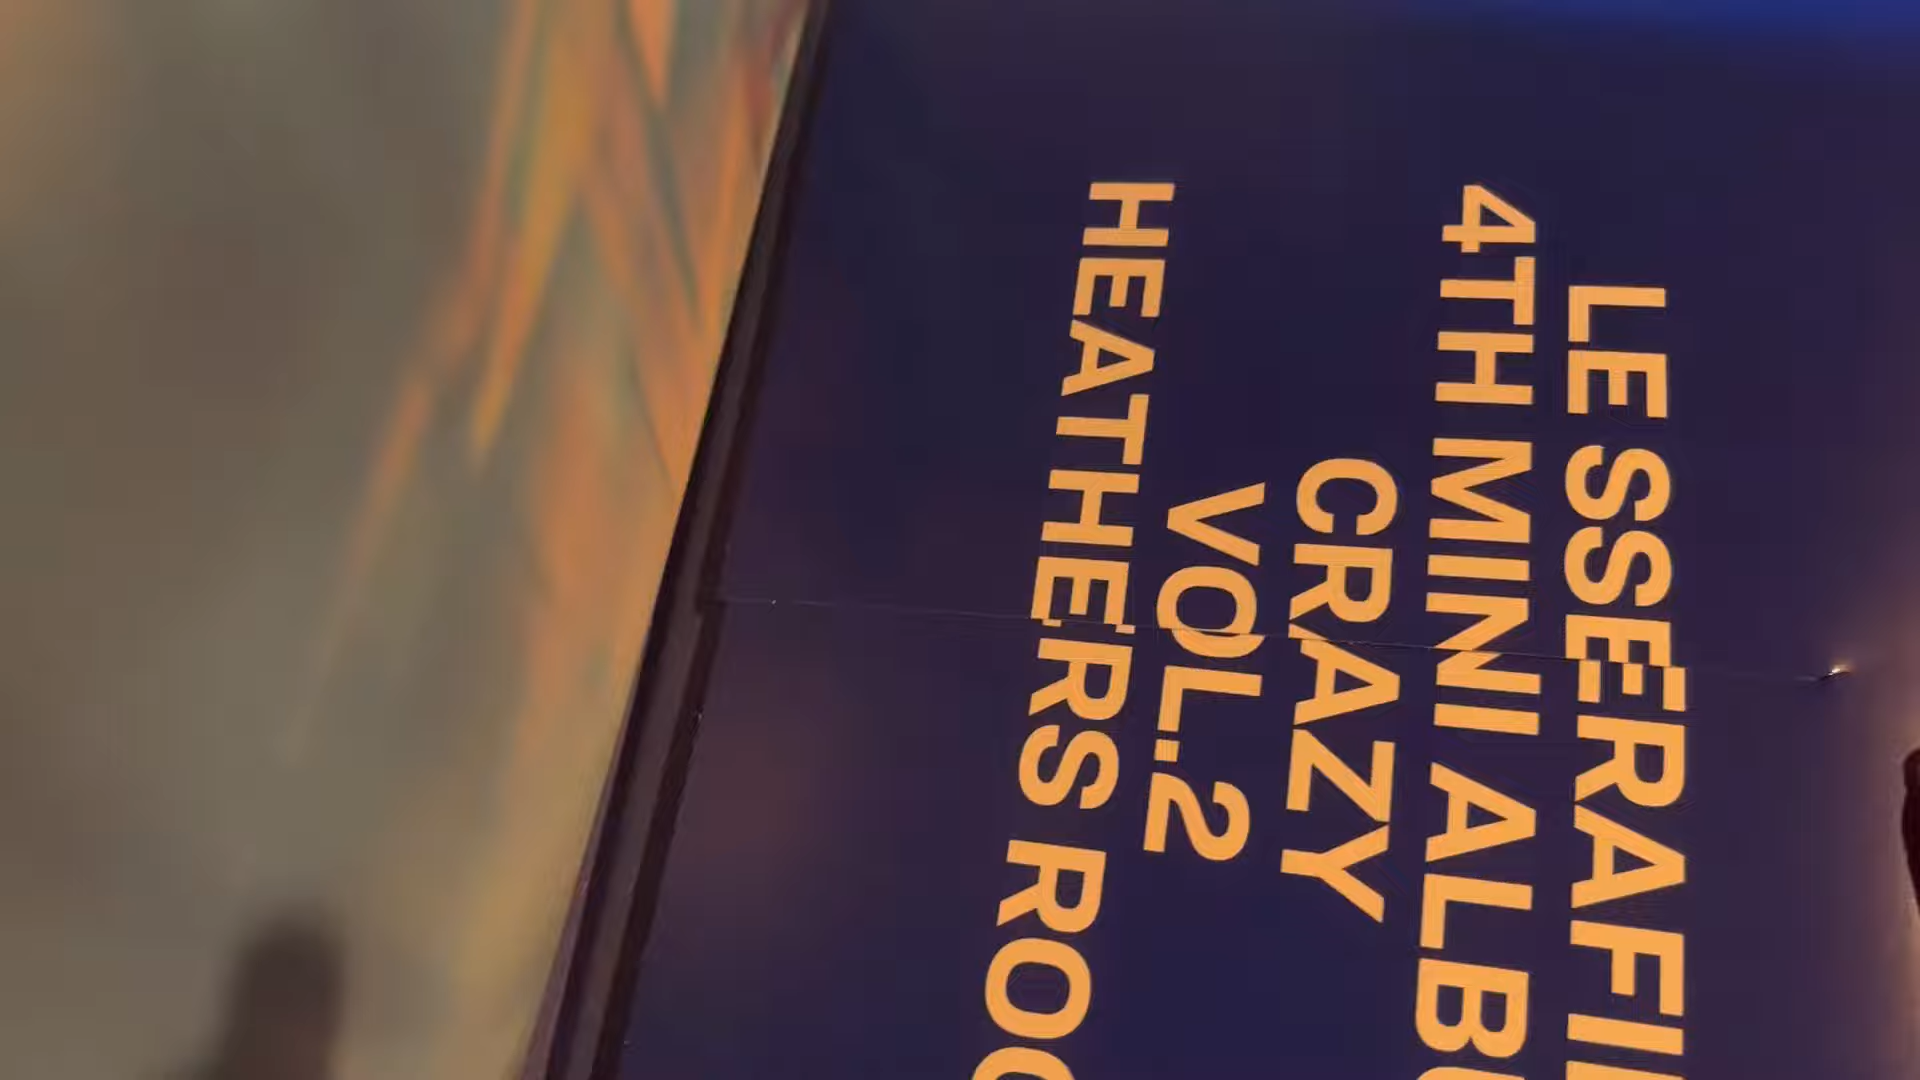 LE SSERAFI
4TH MINI ALB
CRAZY
VOL.2
HEATHERS RO